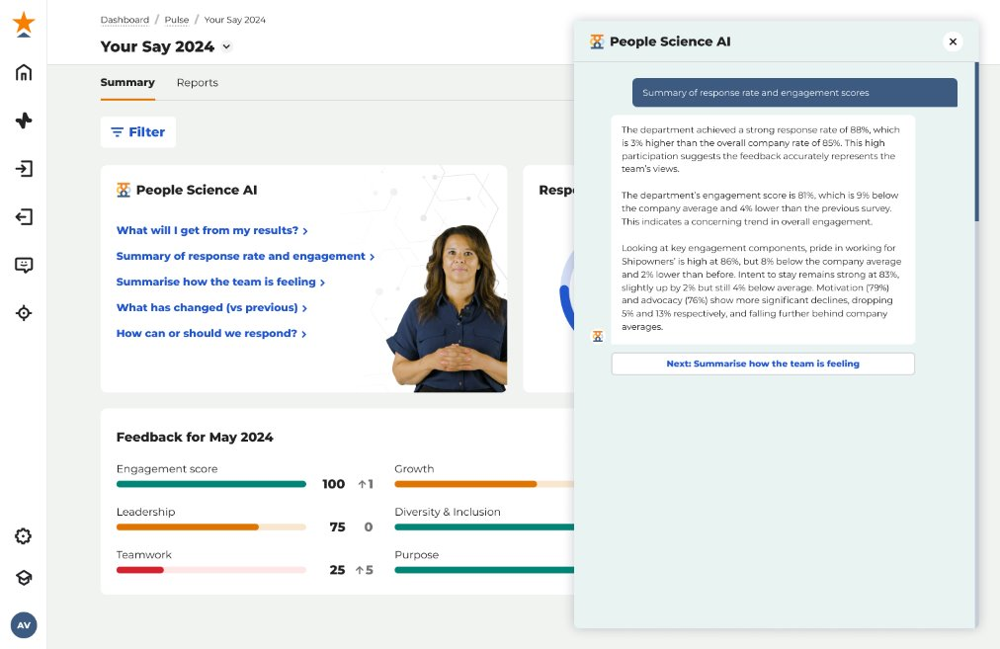 Dashboard / Pulse / Your Say 2024
Your Say 2024
Summary
Reports
Filter
People Science AI
What will I get from my results?
Summary of response rate and engagement
Summarise how the team is feeling
What has changed (vs previous)
How can or should we respond?
Feedback for May 2024
Engagement score
100
↑1
Leadership
75
0
Teamwork
25
↑5
Growth
Diversity & Inclusion
Purpose
AV
People Science AI
Summary of response rate and engagement scores
The department achieved a strong response rate of 88%, which
is 3% higher than the overall company rate of 85%. This high
participation suggests the feedback accurately represents the
team's views.
The department's engagement score is 81%, which is 9% below
the company average and 4% lower than the previous survey.
This indicates a concerning trend in overall engagement.
Looking at key engagement components, pride in working for
Shipowners' is high at 86%, but 8% below the company average
and 2% lower than before. Intent to stay remains strong at 83%,
slightly up by 2% but still 4% below average. Motivation (79%)
and advocacy (76%) show more significant declines, dropping
5% and 13% respectively, and falling further behind company
averages.
Next: Summarise how the team is feeling